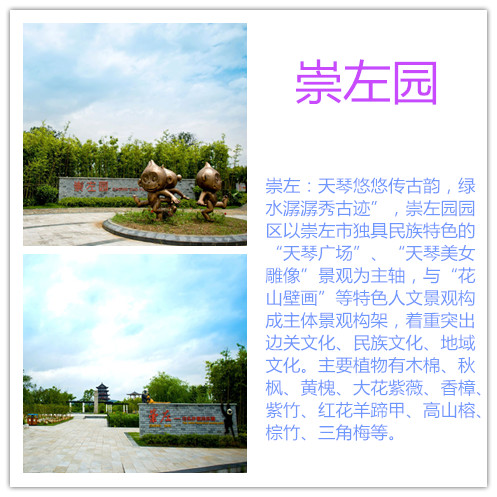 崇左园
崇左：天琴悠悠传古韵，绿
水潺潺秀古迹”，崇左园园
区以崇左市独具民族特色的
“天琴广场”、“天琴美女
雕像”景观为主轴，与“花
山壁画”等特色人文景观构
成主体景观构架，着重突出
边关文化、民族文化、地域
文化。主要植物有木棉、秋
枫、黄槐、大花紫薇、香樟、
紫竹、红花羊蹄甲、高山榕、
棕竹、三角梅等。
崇左园
崇左